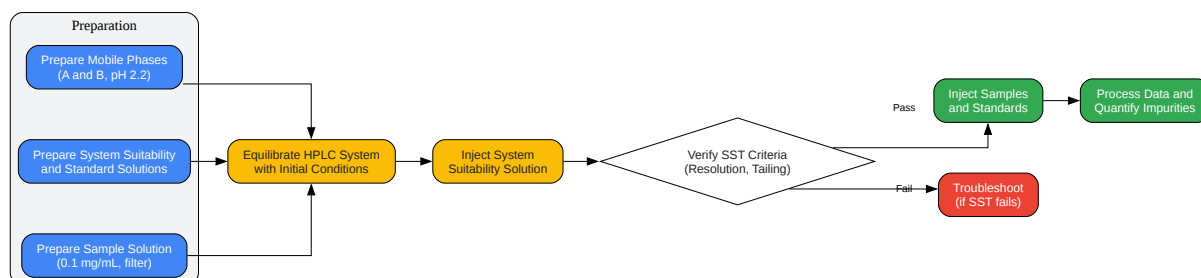 Preparation
Prepare Mobile Phases
(A and B, pH 2.2)
Prepare System Suitability
and Standard Solutions
Prepare Sample Solution
(0.1 mg/mL, filter)
Equilibrate HPLC System
with Initial Conditions
Inject System
Suitability Solution
Verify SST Criteria
(Resolution, Tailing)
Pass
Inject Samples
and Standards
Process Data and
Quantify Impurities
Fail
Troubleshoot
(if SST fails)